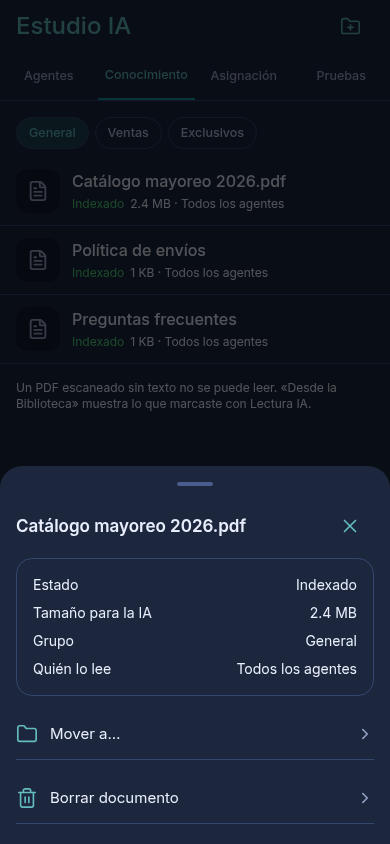 Estudio IA
Agentes Conocimiento Asignación Pruebas
General Ventas Exclusivos
Catálogo mayoreo 2026.pdf
Indexado 2.4 MB · Todos los agentes
Política de envíos
Indexado 1 KB · Todos los agentes
Preguntas frecuentes
Indexado 1 KB · Todos los agentes
Un PDF escaneado sin texto no se puede leer. «Desde la
Biblioteca» muestra lo que marcaste con Lectura IA.
Catálogo mayoreo 2026.pdf
Estado Indexado
Tamaño para la IA 2.4 MB
Grupo General
Quién lo lee Todos los agentes
Mover a...
Borrar documento